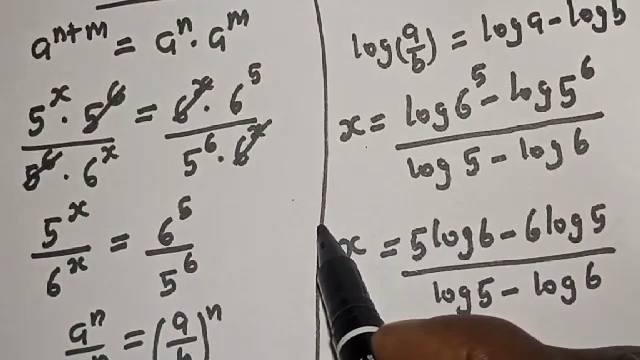 a^{n+m} = a^n · a^m
5^x · 5^6 / 5^6 · 6^x = 6^x · 6^5 / 5^6 · 6^x
5^x / 6^x = 6^5 / 5^6
= (a/b)^n
log(a/b) = log a - log b
x = log 6^5 - log 5^6 / log 5 - log 6
x = 5 log 6 - 6 log 5 / log 5 - log 6